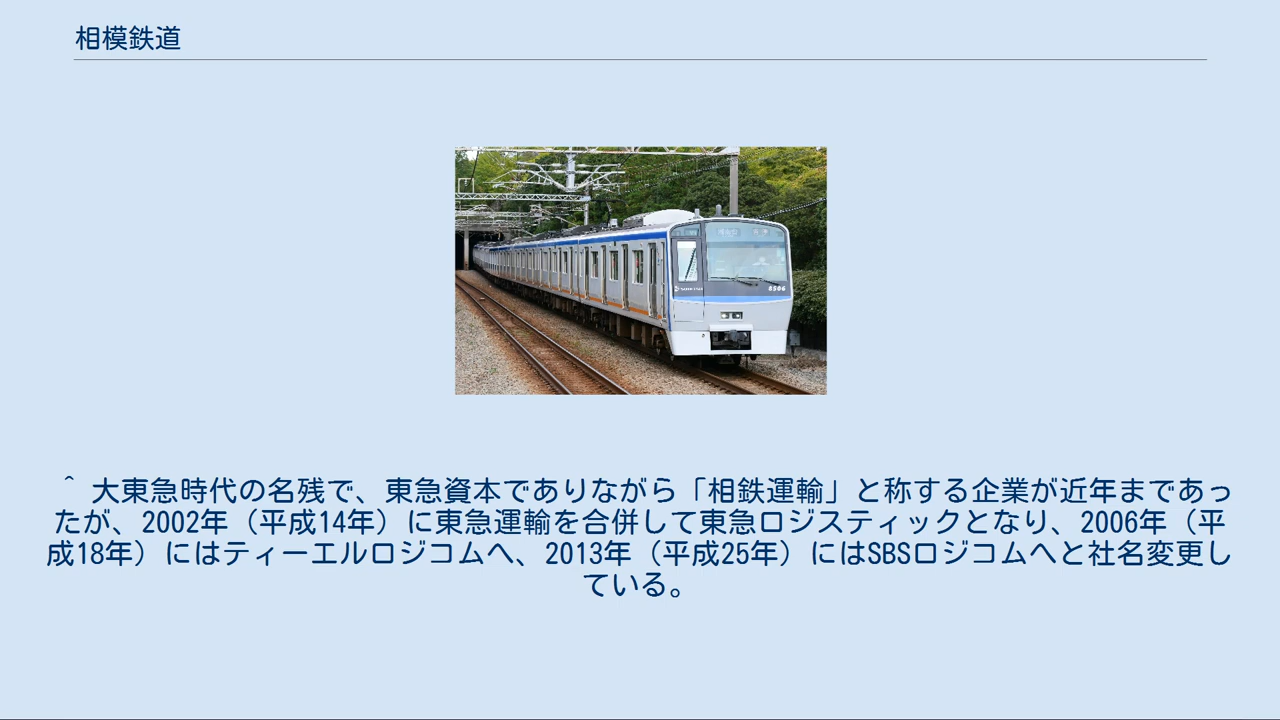 相模鉄道
8506
^ 大東急時代の名残で、東急資本でありながら「相鉄運輸」と称する企業が近年まであっ
たが、2002年（平成14年）に東急運輸を合併して東急ロジスティックとなり、2006年（平
成18年）にはティーエルロジコムへ、2013年（平成25年）にはSBSロジコムへと社名変更し
ている。